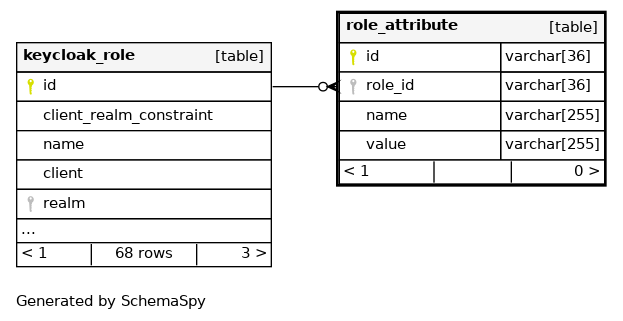 keycloak_role [table]
id
client_realm_constraint
name
client
realm
...
< 1 68 rows 3 >
role_attribute [table]
id varchar[36]
role_id varchar[36]
name varchar[255]
value varchar[255]
< 1 0 >
Generated by SchemaSpy